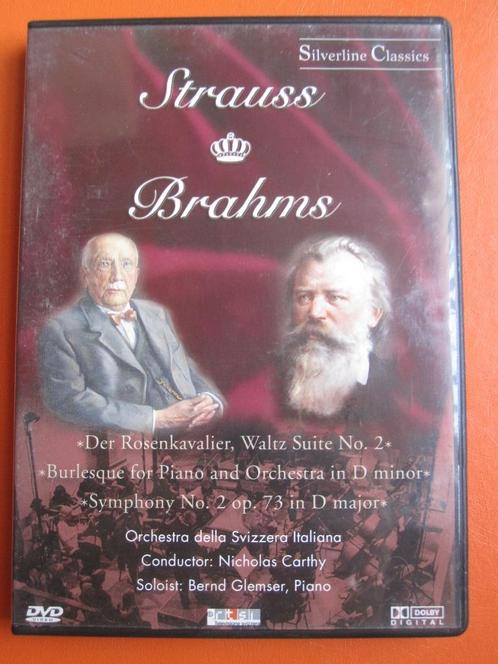 Silverline Classics
Strauss
Brahms
*Der Rosenkavalier, Waltz Suite No. 2*
*Burlesque for Piano and Orchestra in D minor*
*Symphony No. 2 op. 73 in D major*
Orchestra della Svizzera Italiana
Conductor: Nicholas Carthy
Soloist: Bernd Glemser, Piano
DVD
VIDEO
DOLBY
DIGITAL